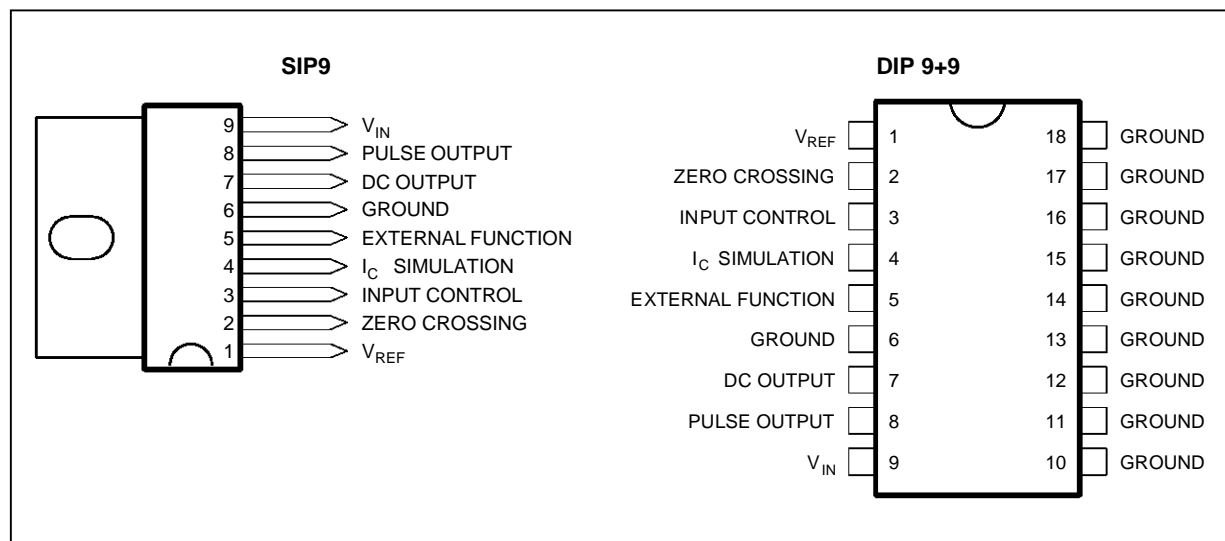 SIP9
9 V_IN
8 PULSE OUTPUT
7 DC OUTPUT
6 GROUND
5 EXTERNAL FUNCTION
4 I_C SIMULATION
3 INPUT CONTROL
2 ZERO CROSSING
1 V_REF
DIP 9+9
V_REF 1 18 GROUND
ZERO CROSSING 2 17 GROUND
INPUT CONTROL 3 16 GROUND
I_C SIMULATION 4 15 GROUND
EXTERNAL FUNCTION 5 14 GROUND
GROUND 6 13 GROUND
DC OUTPUT 7 12 GROUND
PULSE OUTPUT 8 11 GROUND
V_IN 9 10 GROUND